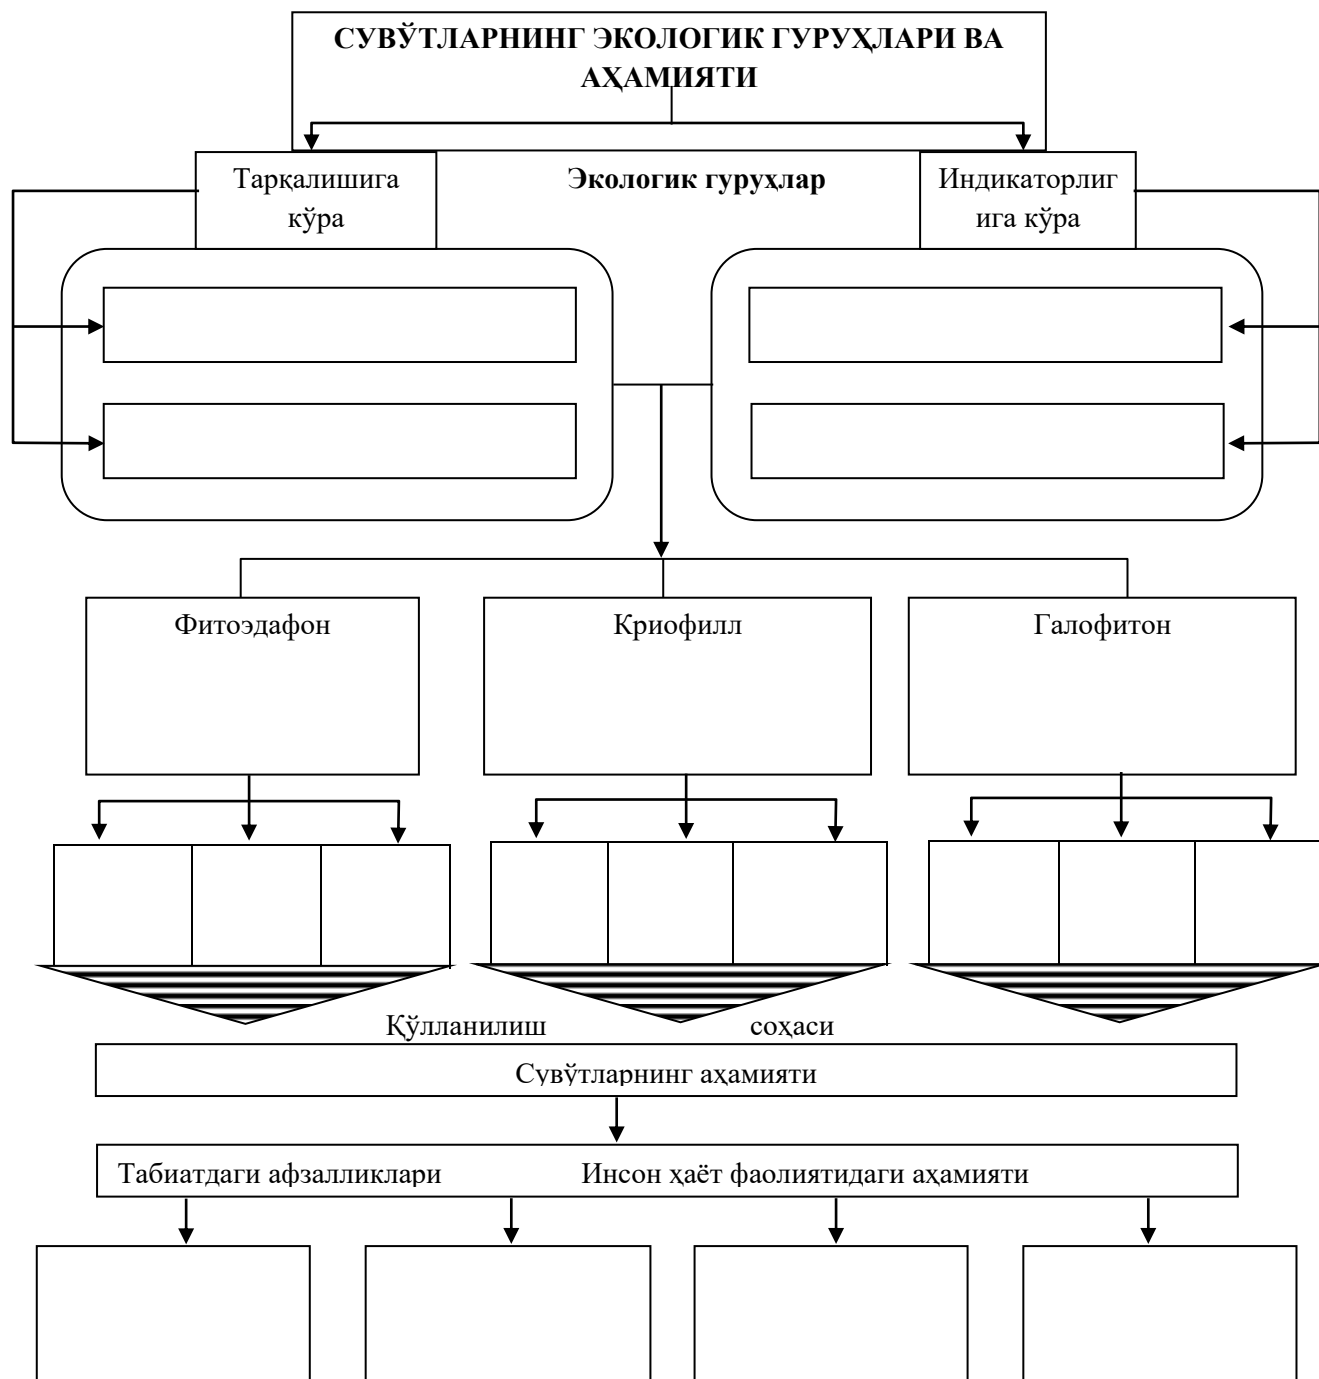 СУВЎТЛАРНИНГ ЭКОЛОГИК ГУРУҲЛАРИ ВА
АҲАМИЯТИ
Тарқалишига
кўра
Экологик гуруҳлар
Индикаторлиг
ига кўра
Фитоэдафон
Криофилл
Галофитон
Қўлланилиш соҳаси
Сувўтларнинг аҳамияти
Табиатдаги афзалликлари Инсон ҳаёт фаолиятидаги аҳамияти